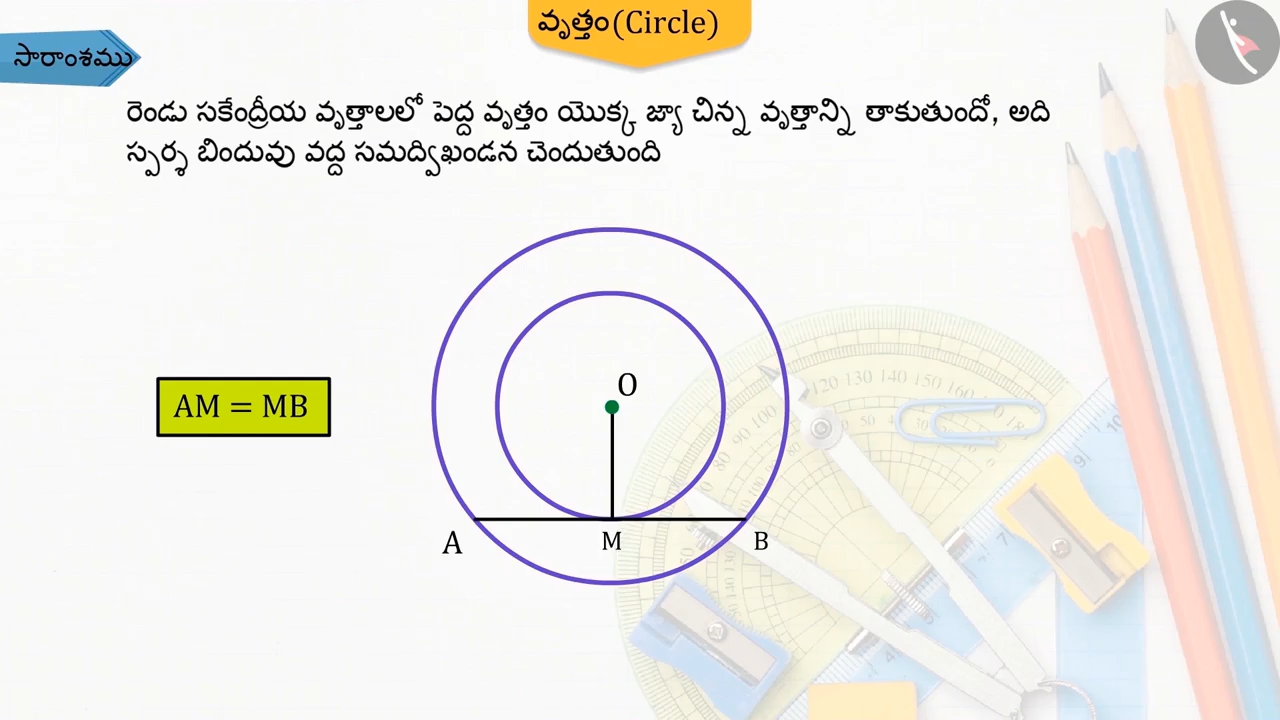 వృత్తం(Circle)
సారాంశము
రెండు సకేంద్రీయ వృత్తాలలో పెద్ద వృత్తం యొక్క జ్యా చిన్న వృత్తాన్ని తాకుతుందో, అది
స్పర్శ బిందువు వద్ద సమద్విఖండన చెందుతుంది
O
AM = MB
A M B